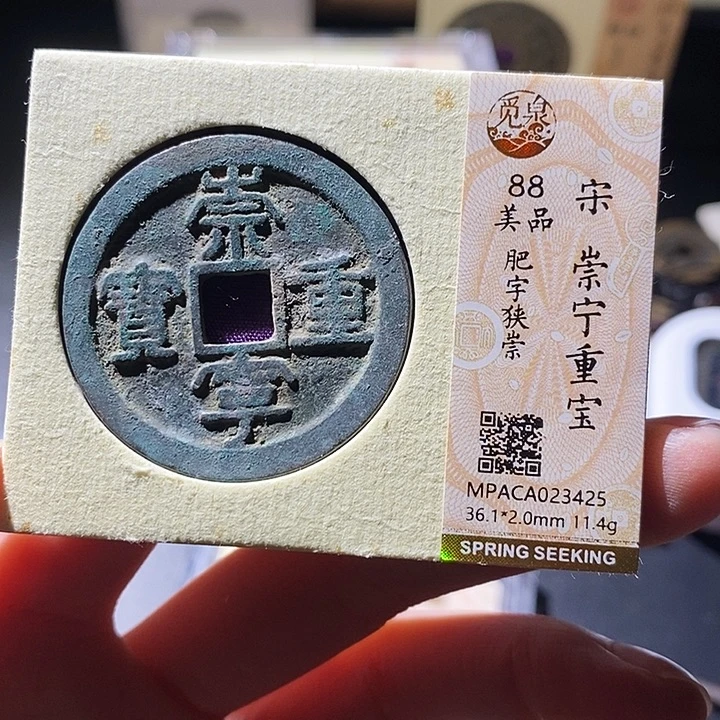 崇
重
寧
寶
觅泉
宋 崇宁重宝
88
美品
肥字狭崇
MPACA023425
36.1*2.0mm 11.4g
SPRING SEEKING